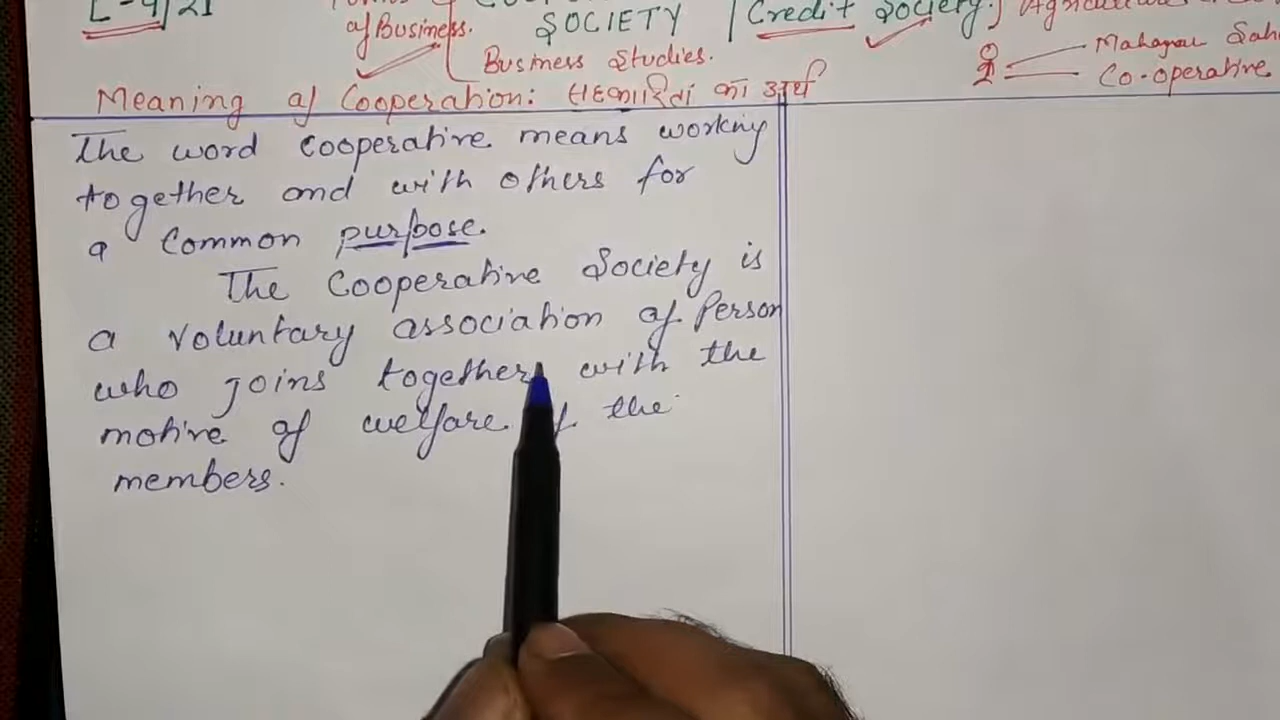 [-4/21
of Business.
SOCIETY
Credit Society.)
Business Studies.
Co-operative
Meaning of Cooperation: सहकारिता का अर्थ
The word cooperative means working
together and with others for
a common purpose.
The Cooperative Society is
a voluntary association of Person
who joins together with the
motive of welfare of the
members.